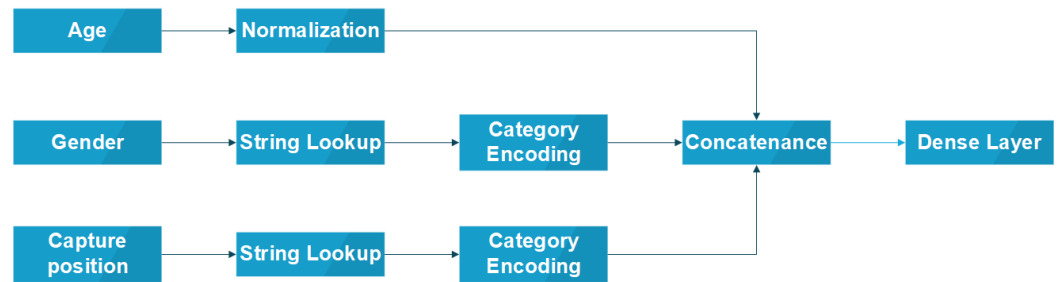 Age
Normalization
Gender
String Lookup
Category
Encoding
Concatenance
Dense Layer
Capture
position
String Lookup
Category
Encoding